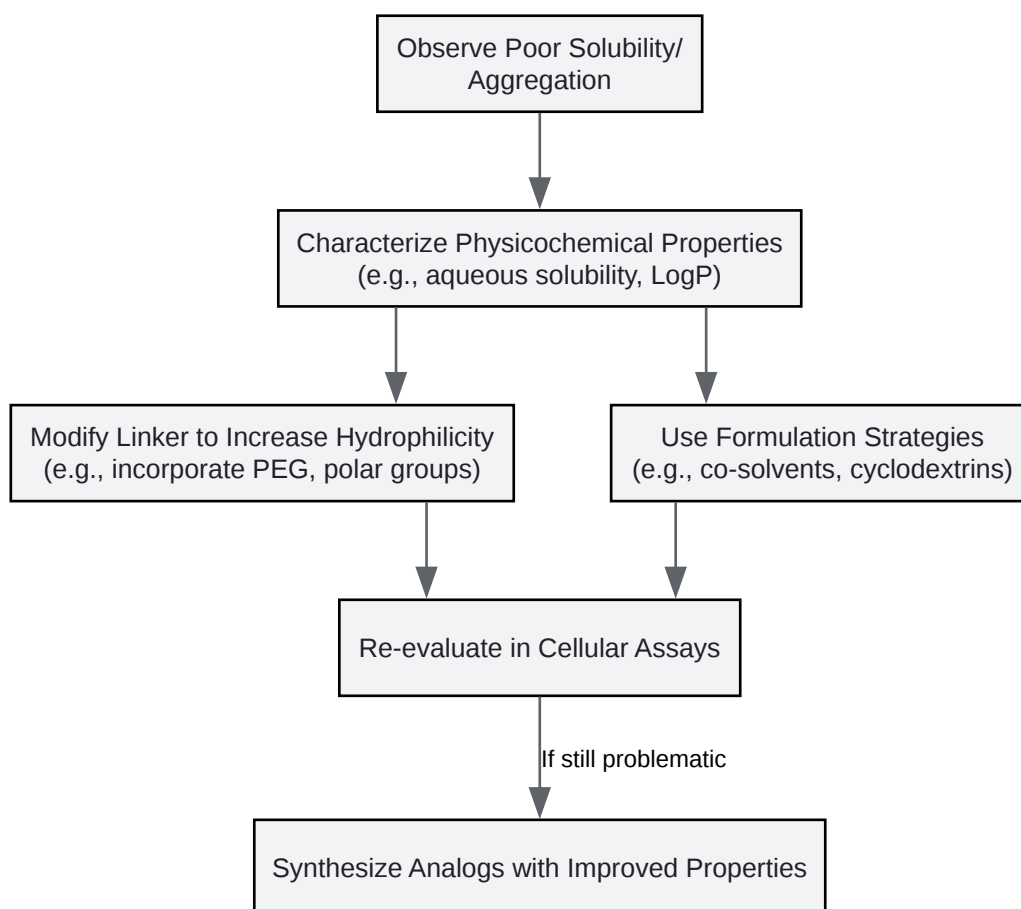 Observe Poor Solubility/
Aggregation
Characterize Physicochemical Properties
(e.g., aqueous solubility, LogP)
Modify Linker to Increase Hydrophilicity
(e.g., incorporate PEG, polar groups)
Use Formulation Strategies
(e.g., co-solvents, cyclodextrins)
Re-evaluate in Cellular Assays
If still problematic
Synthesize Analogs with Improved Properties